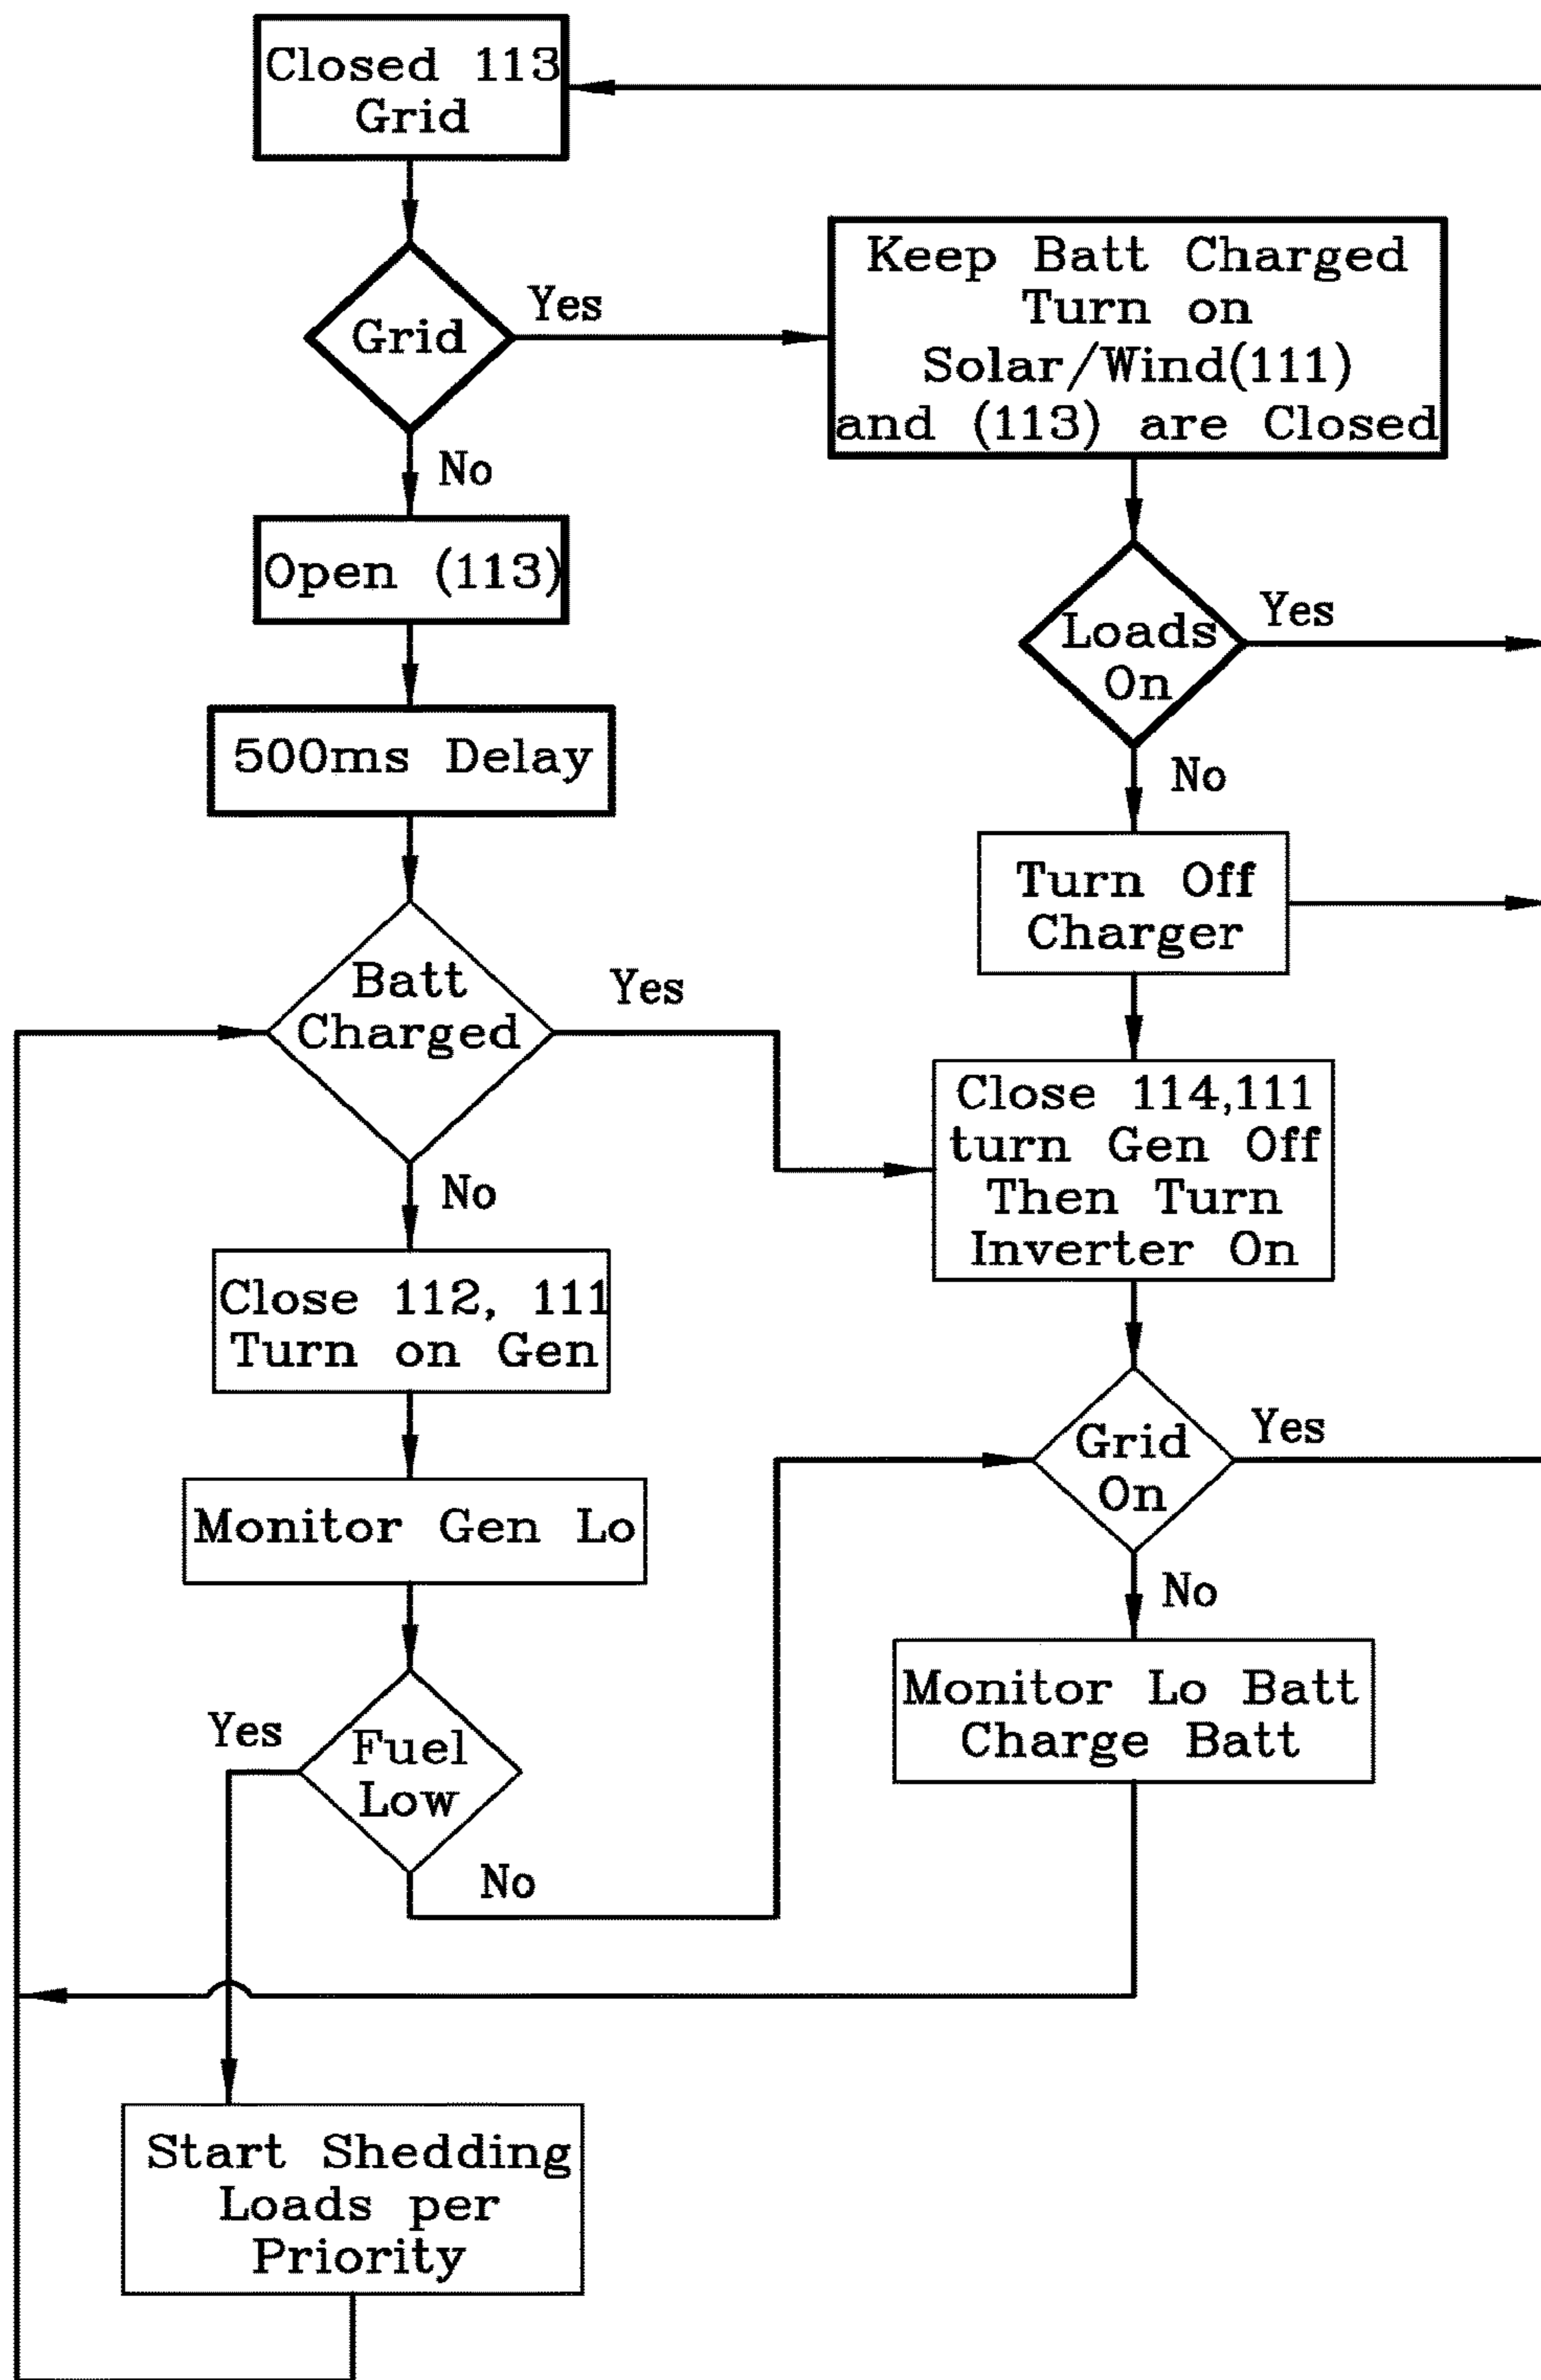 Closed 113
Grid
Grid
Yes
No
Keep Batt Charged
Turn on
Solar/Wind(111)
and (113) are Closed
Open (113)
Loads
On
Yes
No
500ms Delay
Turn Off
Charger
Batt
Charged
Yes
No
Close 114,111
turn Gen Off
Then Turn
Inverter On
Close 112, 111
Turn on Gen
Grid
On
Yes
No
Monitor Gen Lo
Monitor Lo Batt
Charge Batt
Fuel
Low
Yes
No
Start Shedding
Loads per
Priority